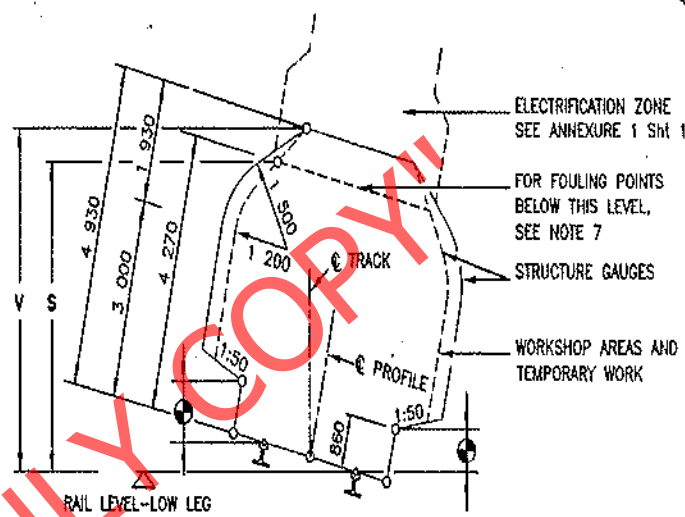 ELECTRIFICATION ZONE
SEE ANNEXURE 1 Sht 1
FOR FOULING POINTS
BELOW THIS LEVEL,
SEE NOTE 7
STRUCTURE GAUGES
WORKSHOP AREAS AND
TEMPORARY WORK
1 930
4 930
3 000
4 270
V
S
1 500
1 200
℄ TRACK
℄ PROFILE
1:50
1:50
860
RAIL LEVEL-LOW LEG
ILY COPY"